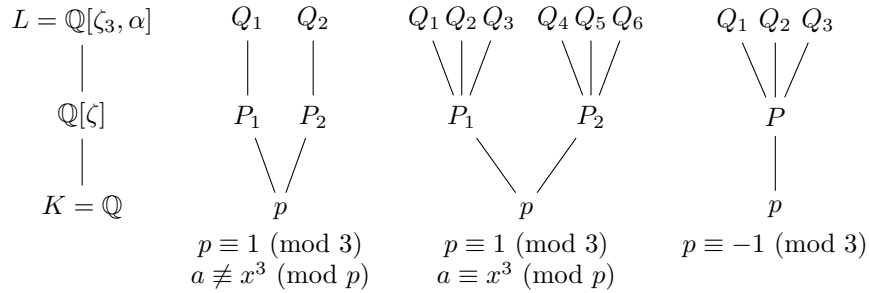 L = ℚ[ζ₃, α] Q₁ Q₂ Q₁ Q₂ Q₃ Q₄ Q₅ Q₆ Q₁ Q₂ Q₃
ℚ[ζ] P₁ P₂ P₁ P₂ P
K = ℚ p p p
p ≡ 1 (mod 3) p ≡ 1 (mod 3) p ≡ −1 (mod 3)
a ≢ x³ (mod p) a ≡ x³ (mod p)